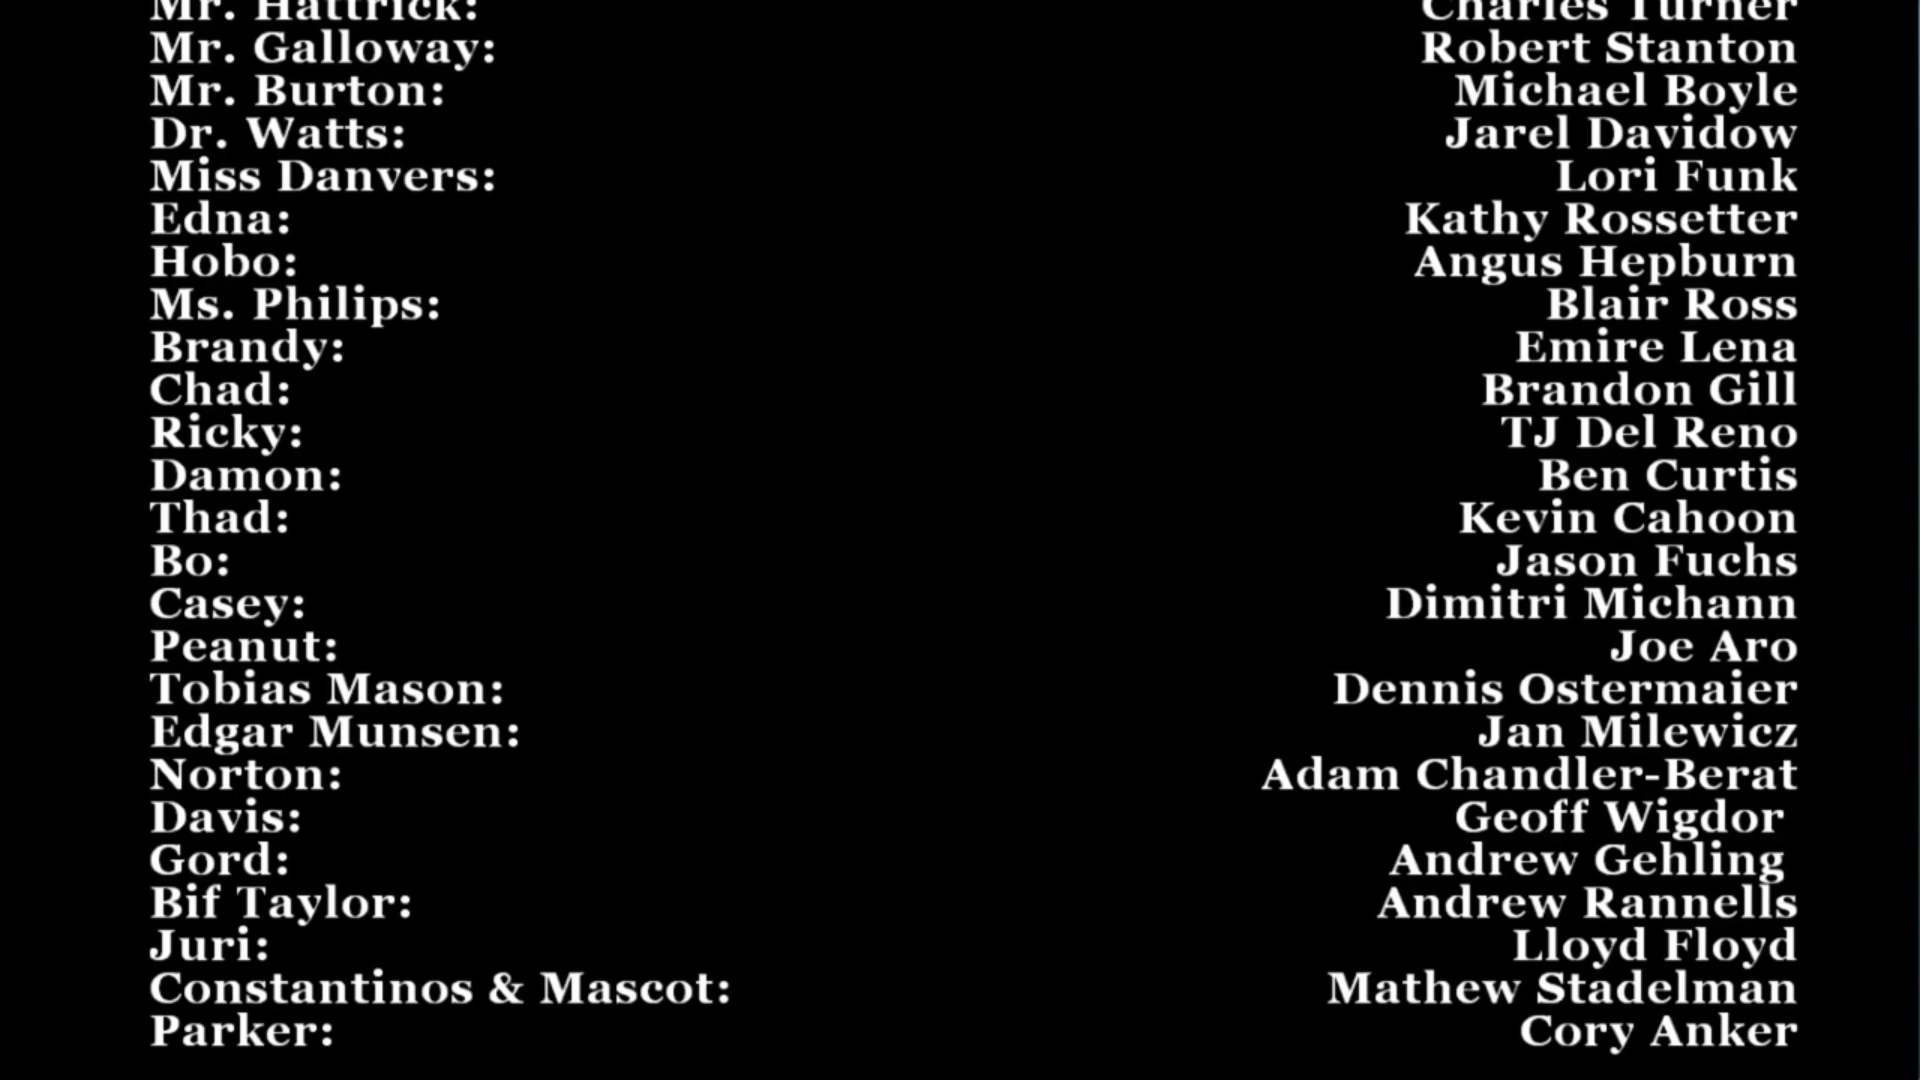 Mr. Hattrick: Charles Turner
Mr. Galloway: Robert Stanton
Mr. Burton: Michael Boyle
Dr. Watts: Jarel Davidow
Miss Danvers: Lori Funk
Edna: Kathy Rossetter
Hobo: Angus Hepburn
Ms. Philips: Blair Ross
Brandy: Emire Lena
Chad: Brandon Gill
Ricky: TJ Del Reno
Damon: Ben Curtis
Thad: Kevin Cahoon
Bo: Jason Fuchs
Casey: Dimitri Michann
Peanut: Joe Aro
Tobias Mason: Dennis Ostermaier
Edgar Munsen: Jan Milewicz
Norton: Adam Chandler-Berat
Davis: Geoff Wigdor
Gord: Andrew Gehling
Bif Taylor: Andrew Rannells
Juri: Lloyd Floyd
Constantinos & Mascot: Mathew Stadelman
Parker: Cory Anker